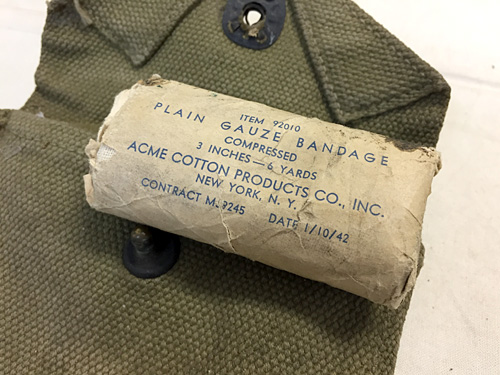 ITEM 92010
PLAIN GAUZE BANDAGE
COMPRESSED
3 INCHES—6 YARDS
ACME COTTON PRODUCTS CO., INC.
NEW YORK, N. Y.
CONTRACT M. 9245 DATE 1/10/42